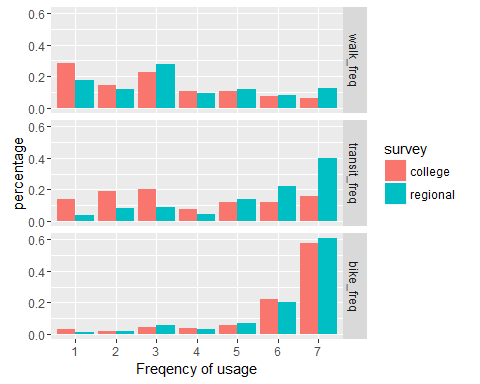 0.6
0.4
0.2
0.0
walk_freq
0.6
0.4
0.2
0.0
transit_freq
0.6
0.4
0.2
0.0
bike_freq
percentage
1 2 3 4 5 6 7
Freqency of usage
survey
college
regional